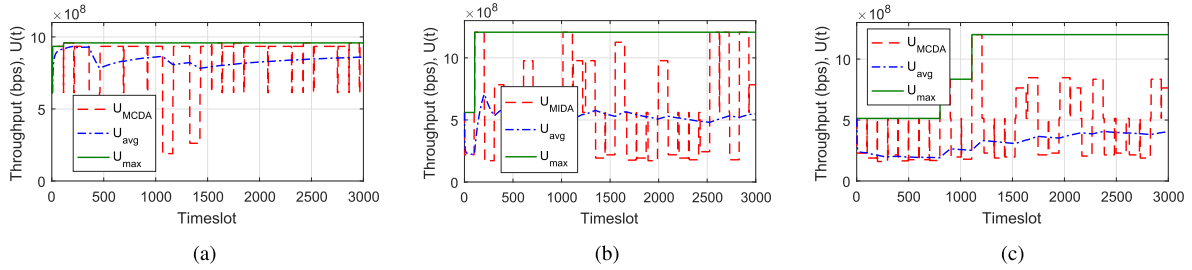 × 10⁸
Throughput (bps), U(t)
10
5
0
U_MCDA
U_avg
U_max
0 500 1000 1500 2000 2500 3000
Timeslot
(a)
× 10⁸
Throughput (bps), U(t)
10
5
0
U_MIDA
U_avg
U_max
0 500 1000 1500 2000 2500 3000
Timeslot
(b)
× 10⁸
Throughput (bps), U(t)
10
5
0
U_MCDA
U_avg
U_max
0 500 1000 1500 2000 2500 3000
Timeslot
(c)